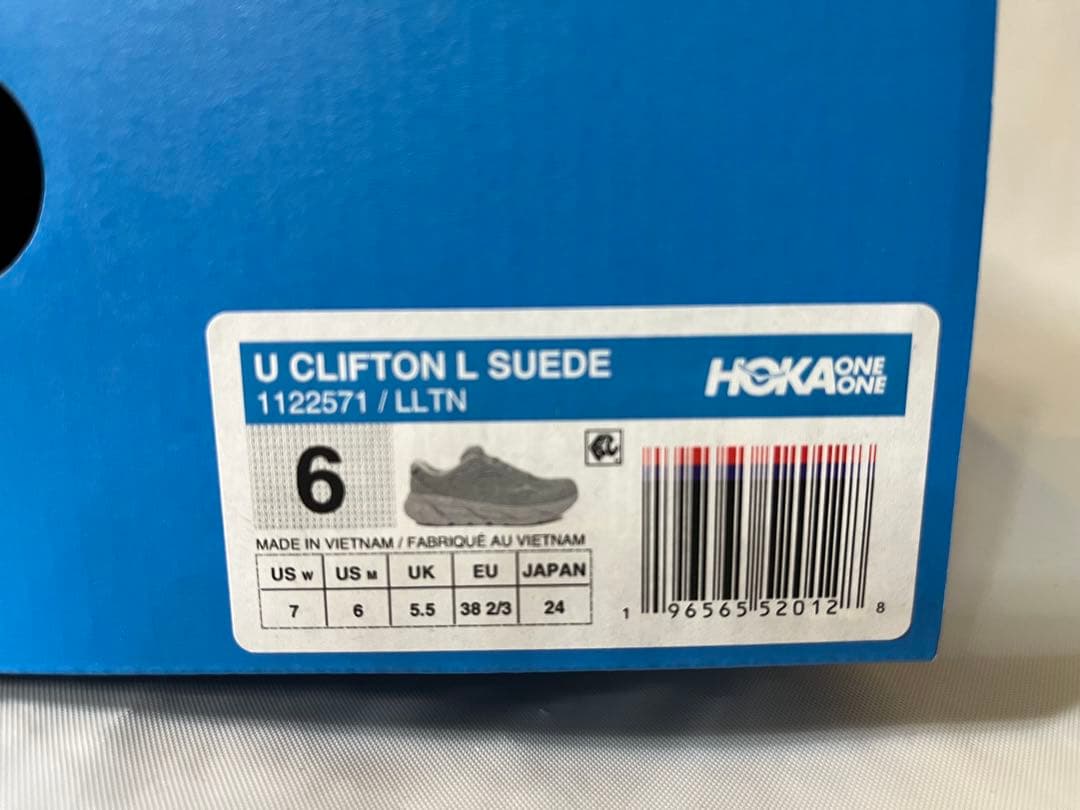 U CLIFTON L SUEDE
1122571 / LLTN
HOKA ONE ONE
6
MADE IN VIETNAM / FABRIQUÉ AU VIETNAM
US W US M UK EU JAPAN
7 6 5.5 38 2/3 24
1 96565 52012 8